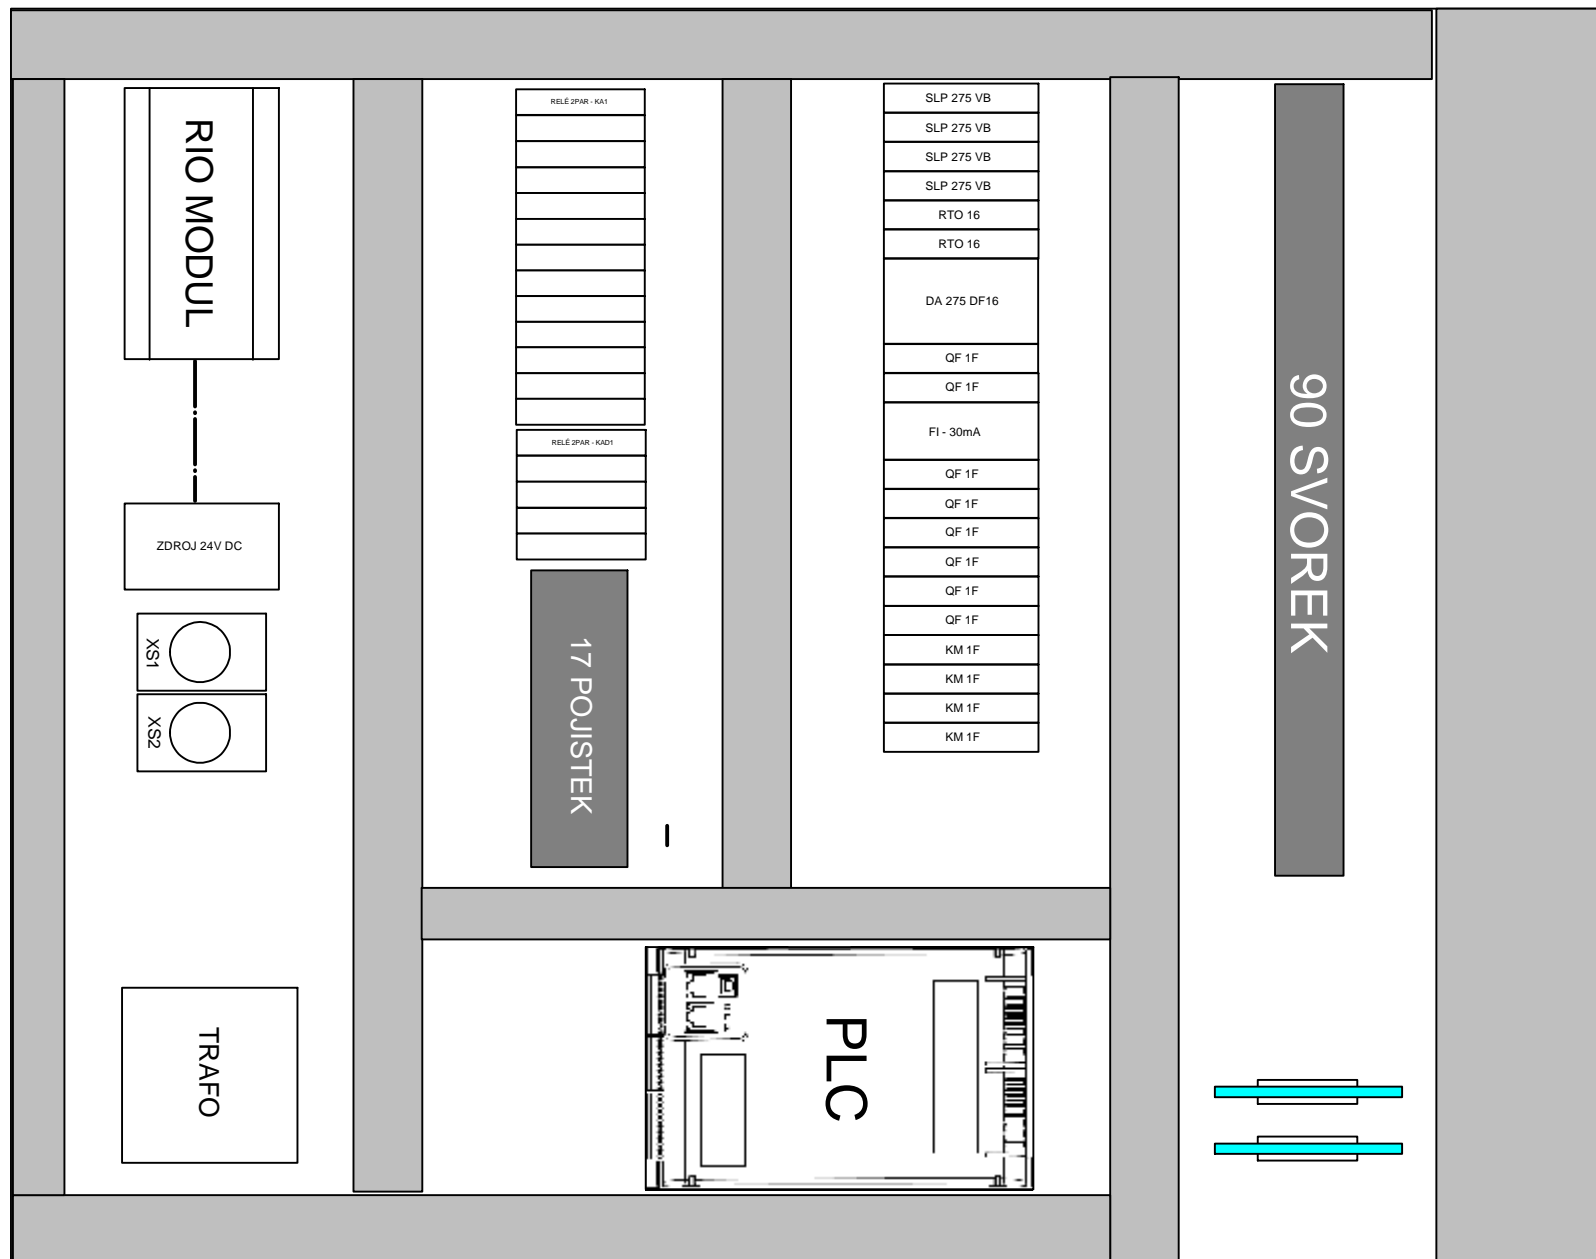 RIO MODUL
ZDROJ 24V DC
XS1
XS2
TRAFO
RELÉ 2PAR - KA1
RELÉ 2PAR - KAD1
17 POJISTEK
SLP 275 VB
SLP 275 VB
SLP 275 VB
SLP 275 VB
RTO 16
RTO 16
DA 275 DF16
QF 1F
QF 1F
FI - 30mA
QF 1F
QF 1F
QF 1F
QF 1F
QF 1F
QF 1F
KM 1F
KM 1F
KM 1F
KM 1F
PLC
90 SVOREK